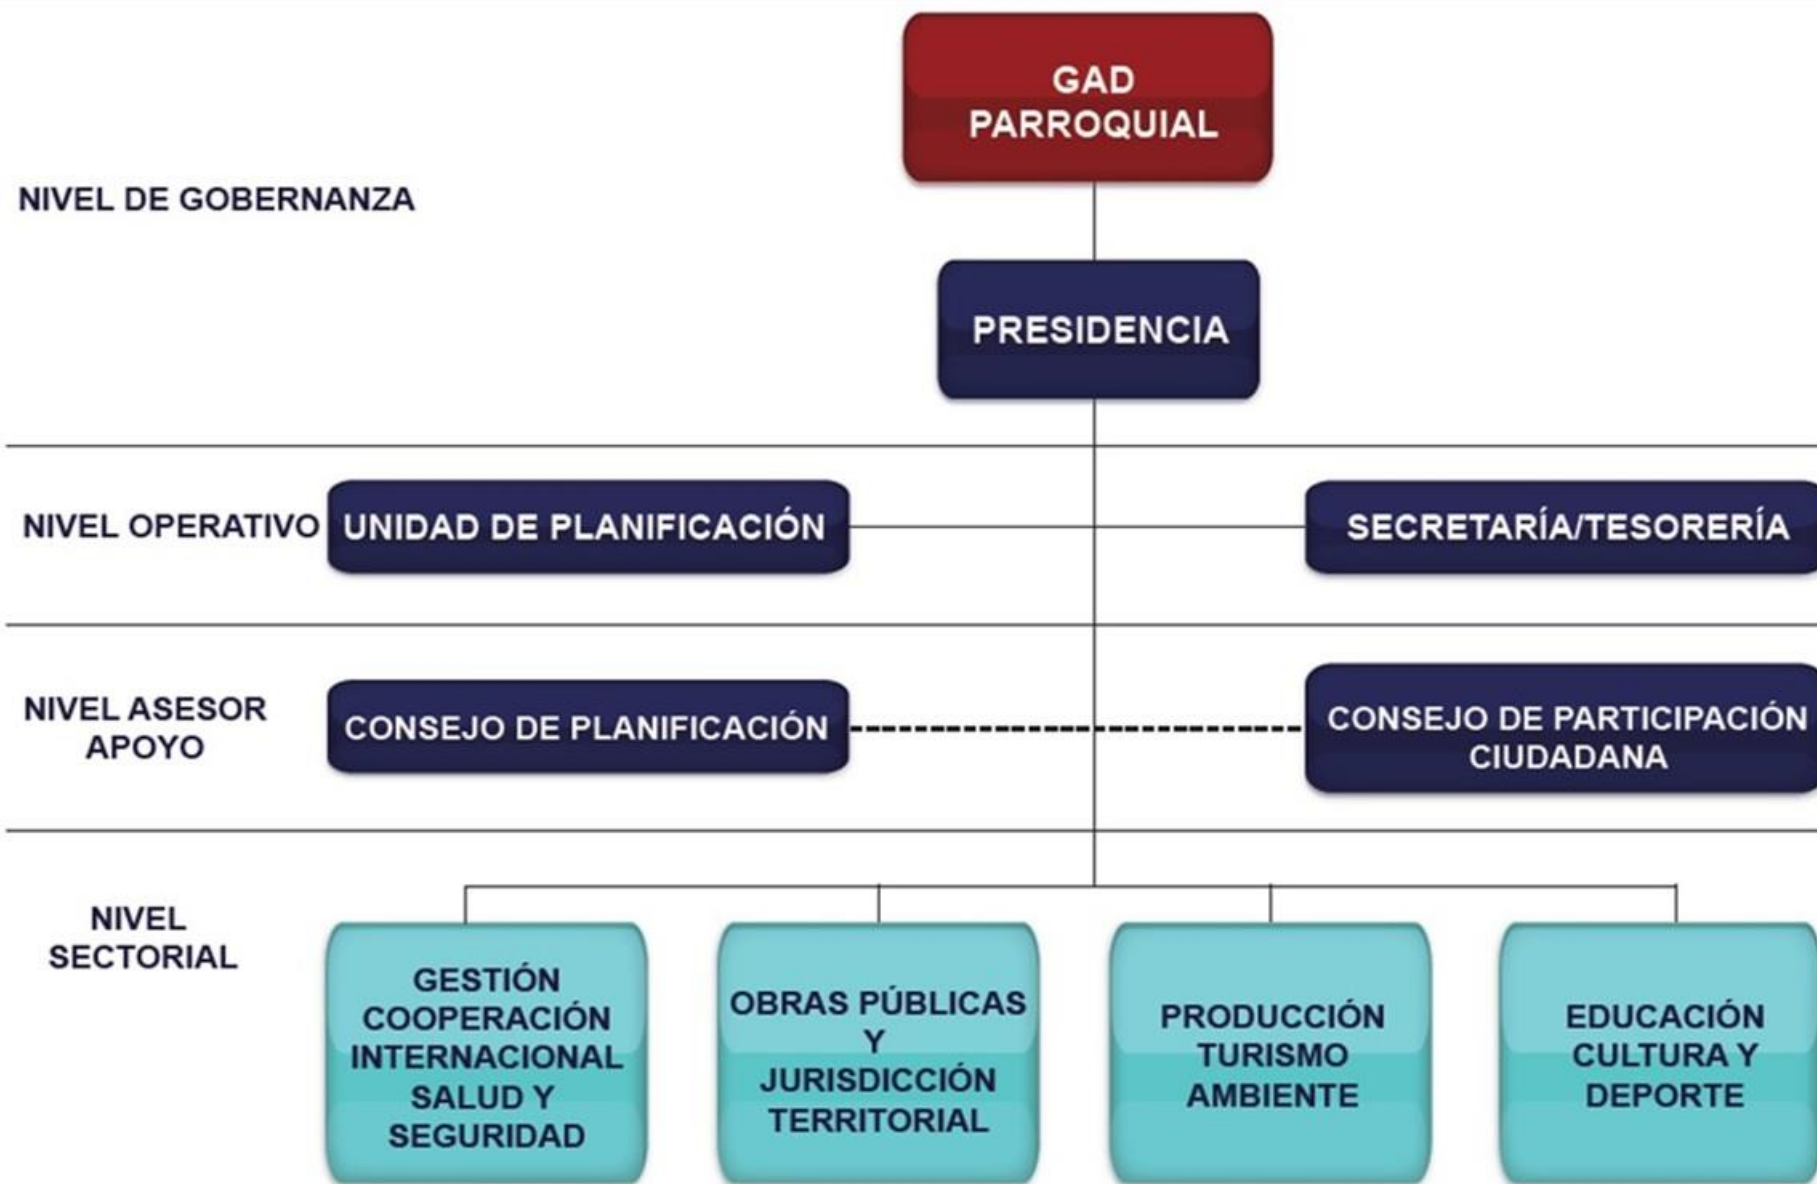 GAD
PARROQUIAL
NIVEL DE GOBERNANZA
PRESIDENCIA
NIVEL OPERATIVO
UNIDAD DE PLANIFICACIÓN
SECRETARÍA/TESORERÍA
NIVEL ASESOR
APOYO
CONSEJO DE PLANIFICACIÓN
CONSEJO DE PARTICIPACIÓN
CIUDADANA
NIVEL
SECTORIAL
GESTIÓN
COOPERACIÓN
INTERNACIONAL
SALUD Y
SEGURIDAD
OBRAS PÚBLICAS
Y
JURISDICCIÓN
TERRITORIAL
PRODUCCIÓN
TURISMO
AMBIENTE
EDUCACIÓN
CULTURA Y
DEPORTE